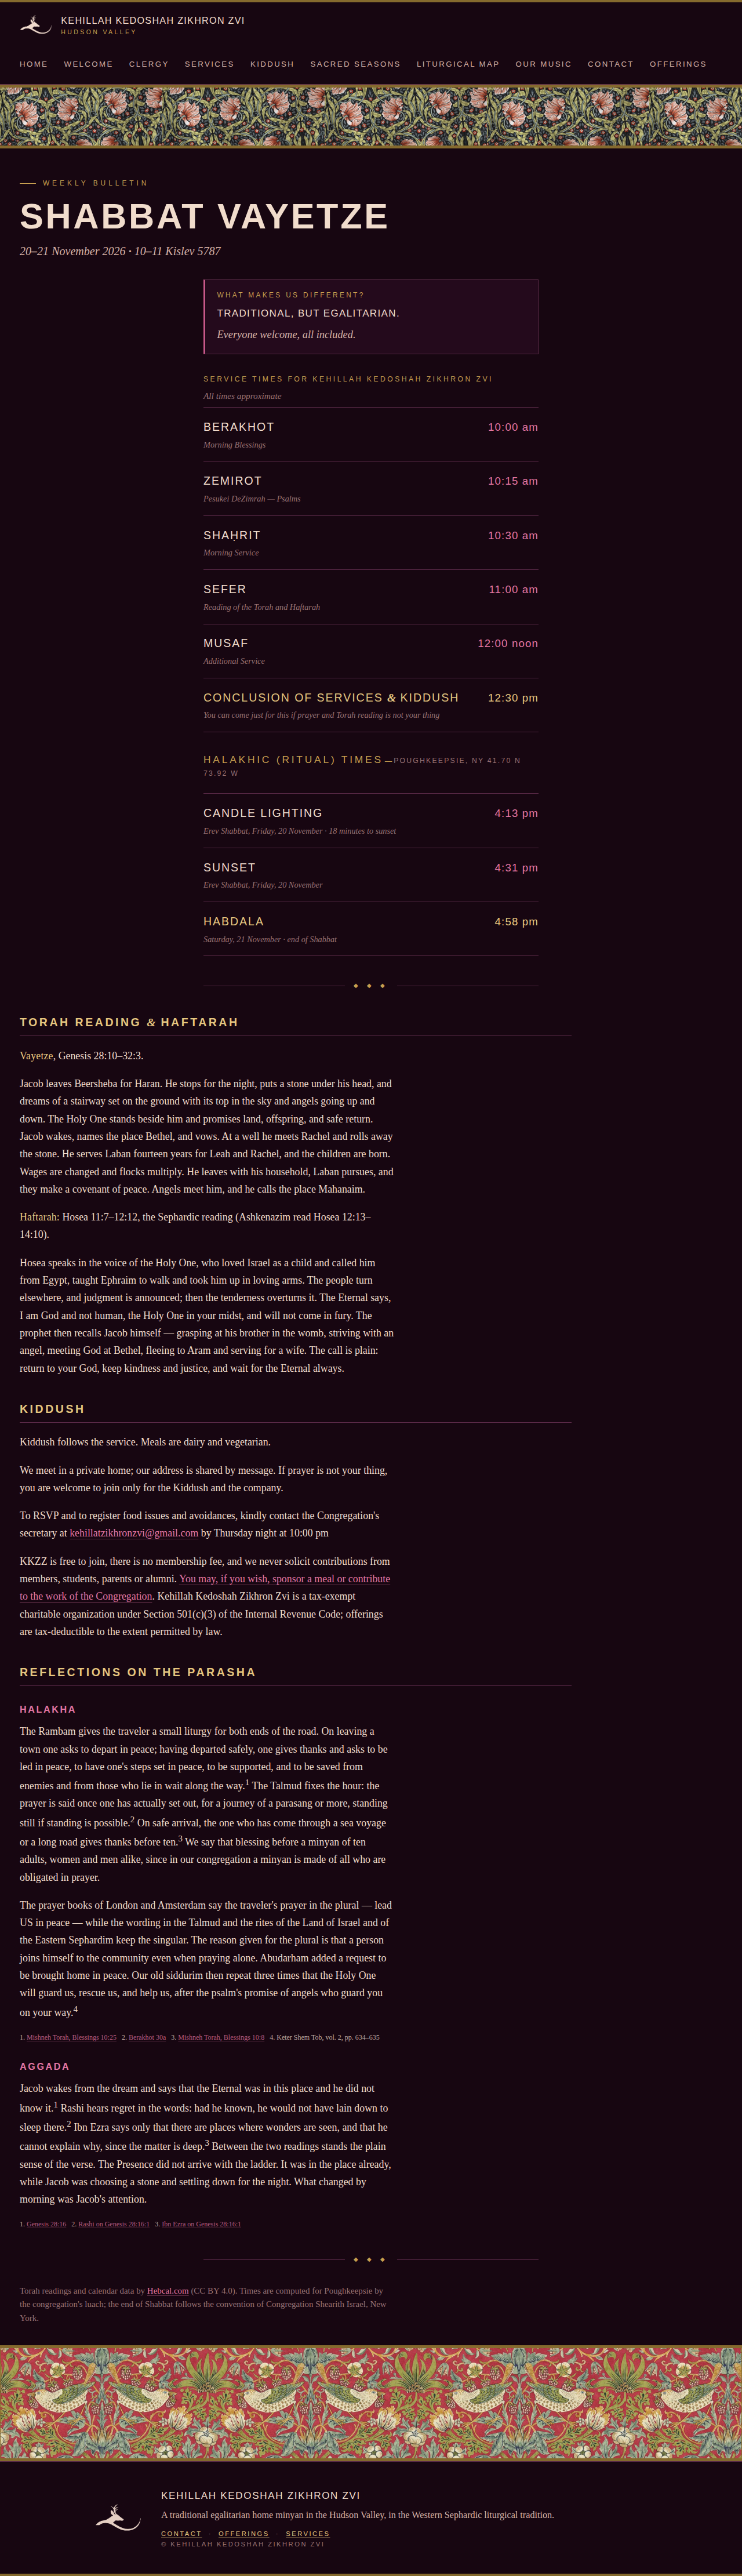 KEHILLAH KEDOSHAH ZIKHRON ZVI
HUDSON VALLEY
HOME WELCOME CLERGY SERVICES KIDDUSH SACRED SEASONS LITURGICAL MAP OUR MUSIC CONTACT OFFERINGS
WEEKLY BULLETIN
SHABBAT VAYETZE
20–21 November 2026 · 10–11 Kislev 5787
WHAT MAKES US DIFFERENT?
TRADITIONAL, BUT EGALITARIAN.
Everyone welcome, all included.
SERVICE TIMES FOR KEHILLAH KEDOSHAH ZIKHRON ZVI
All times approximate
BERAKHOT 10:00 am
Morning Blessings
ZEMIROT 10:15 am
Pesukei DeZimrah — Psalms
SHAḤRIT 10:30 am
Morning Service
SEFER 11:00 am
Reading of the Torah and Haftarah
MUSAF 12:00 noon
Additional Service
CONCLUSION OF SERVICES & KIDDUSH 12:30 pm
You can come just for this if prayer and Torah reading is not your thing
HALAKHIC (RITUAL) TIMES — POUGHKEEPSIE, NY 41.70 N
73.92 W
CANDLE LIGHTING 4:13 pm
Erev Shabbat, Friday, 20 November · 18 minutes to sunset
SUNSET 4:31 pm
Erev Shabbat, Friday, 20 November
HABDALA 4:58 pm
Saturday, 21 November · end of Shabbat
TORAH READING & HAFTARAH
Vayetze, Genesis 28:10–32:3.
Jacob leaves Beersheba for Haran. He stops for the night, puts a stone under his head, and
dreams of a stairway set on the ground with its top in the sky and angels going up and
down. The Holy One stands beside him and promises land, offspring, and safe return.
Jacob wakes, names the place Bethel, and vows. At a well he meets Rachel and rolls away
the stone. He serves Laban fourteen years for Leah and Rachel, and the children are born.
Wages are changed and flocks multiply. He leaves with his household, Laban pursues, and
they make a covenant of peace. Angels meet him, and he calls the place Mahanaim.
Haftarah: Hosea 11:7–12:12, the Sephardic reading (Ashkenazim read Hosea 12:13–
14:10).
Hosea speaks in the voice of the Holy One, who loved Israel as a child and called him
from Egypt, taught Ephraim to walk and took him up in loving arms. The people turn
elsewhere, and judgment is announced; then the tenderness overturns it. The Eternal says,
I am God and not human, the Holy One in your midst, and will not come in fury. The
prophet then recalls Jacob himself — grasping at his brother in the womb, striving with an
angel, meeting God at Bethel, fleeing to Aram and serving for a wife. The call is plain:
return to your God, keep kindness and justice, and wait for the Eternal always.
KIDDUSH
Kiddush follows the service. Meals are dairy and vegetarian.
We meet in a private home; our address is shared by message. If prayer is not your thing,
you are welcome to join only for the Kiddush and the company.
To RSVP and to register food issues and avoidances, kindly contact the Congregation's
secretary at kehillatzikhronzvi@gmail.com by Thursday night at 10:00 pm
KKZZ is free to join, there is no membership fee, and we never solicit contributions from
members, students, parents or alumni. You may, if you wish, sponsor a meal or contribute
to the work of the Congregation. Kehillah Kedoshah Zikhron Zvi is a tax-exempt
charitable organization under Section 501(c)(3) of the Internal Revenue Code; offerings
are tax-deductible to the extent permitted by law.
REFLECTIONS ON THE PARASHA
HALAKHA
The Rambam gives the traveler a small liturgy for both ends of the road. On leaving a
town one asks to depart in peace; having departed safely, one gives thanks and asks to be
led in peace, to have one's steps set in peace, to be supported, and to be saved from
enemies and from those who lie in wait along the way.1 The Talmud fixes the hour: the
prayer is said once one has actually set out, for a journey of a parasang or more, standing
still if standing is possible.2 On safe arrival, the one who has come through a sea voyage
or a long road gives thanks before ten.3 We say that blessing before a minyan of ten
adults, women and men alike, since in our congregation a minyan is made of all who are
obligated in prayer.
The prayer books of London and Amsterdam say the traveler's prayer in the plural — lead
US in peace — while the wording in the Talmud and the rites of the Land of Israel and of
the Eastern Sephardim keep the singular. The reason given for the plural is that a person
joins himself to the community even when praying alone. Abudarham added a request to
be brought home in peace. Our old siddurim then repeat three times that the Holy One
will guard us, rescue us, and help us, after the psalm's promise of angels who guard you
on your way.4
1. Mishneh Torah, Blessings 10:25 2. Berakhot 30a 3. Mishneh Torah, Blessings 10:8 4. Keter Shem Tob, vol. 2, pp. 634–635
AGGADA
Jacob wakes from the dream and says that the Eternal was in this place and he did not
know it.1 Rashi hears regret in the words: had he known, he would not have lain down to
sleep there.2 Ibn Ezra says only that there are places where wonders are seen, and that he
cannot explain why, since the matter is deep.3 Between the two readings stands the plain
sense of the verse. The Presence did not arrive with the ladder. It was in the place already,
while Jacob was choosing a stone and settling down for the night. What changed by
morning was Jacob's attention.
1. Genesis 28:16 2. Rashi on Genesis 28:16:1 3. Ibn Ezra on Genesis 28:16:1
Torah readings and calendar data by Hebcal.com (CC BY 4.0). Times are computed for Poughkeepsie by
the congregation's luach; the end of Shabbat follows the convention of Congregation Shearith Israel, New
York.
KEHILLAH KEDOSHAH ZIKHRON ZVI
A traditional egalitarian home minyan in the Hudson Valley, in the Western Sephardic liturgical tradition.
CONTACT · OFFERINGS · SERVICES
© KEHILLAH KEDOSHAH ZIKHRON ZVI